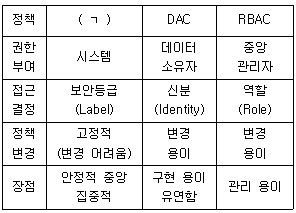 정책 ( ㄱ ) DAC RBAC
권한 부여 시스템 데이터 소유자 중앙 관리자
접근 결정 보안등급 (Label) 신분 (Identity) 역할 (Role)
정책 변경 고정적 (변경 어려움) 변경 용이 변경 용이
장점 안정적 중앙 집중적 구현 용이 유연함 관리 용이